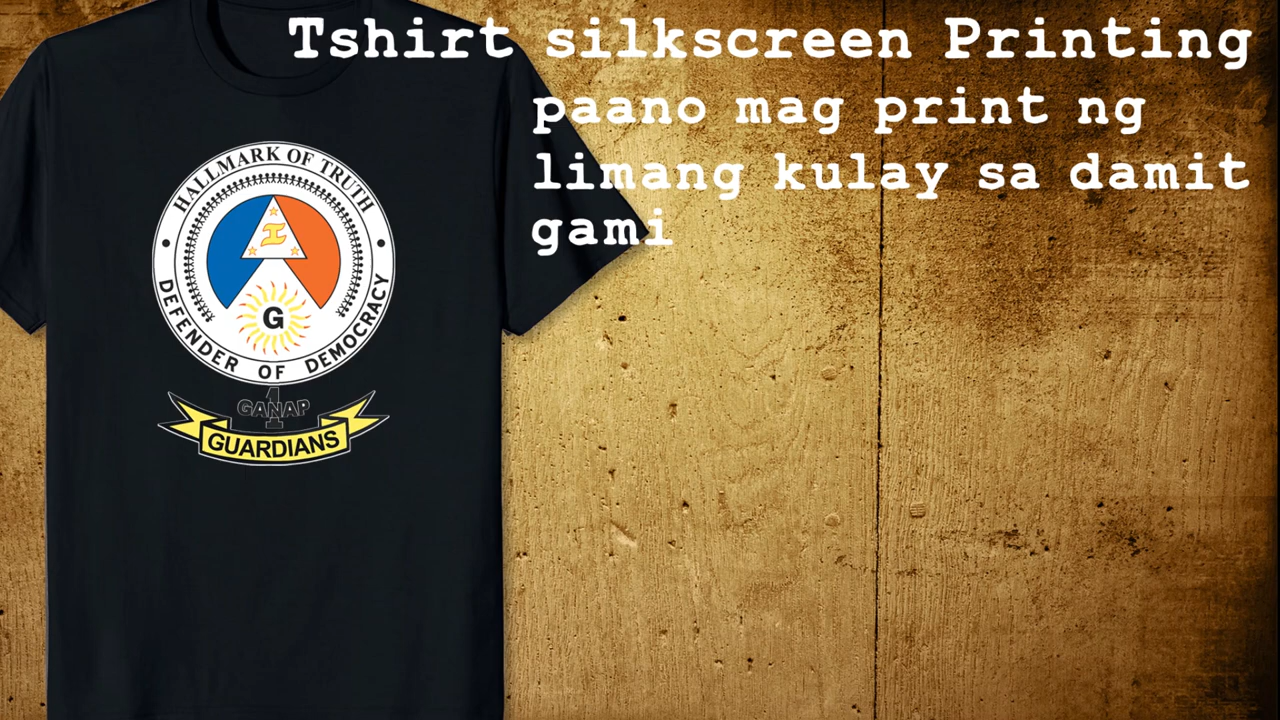 Tshirt silkscreen Printing
paano mag print ng
limang kulay sa damit
gami
HALLMARK OF TRUTH
I
G
DEFENDER OF DEMOCRACY
1
GANAP
GUARDIANS